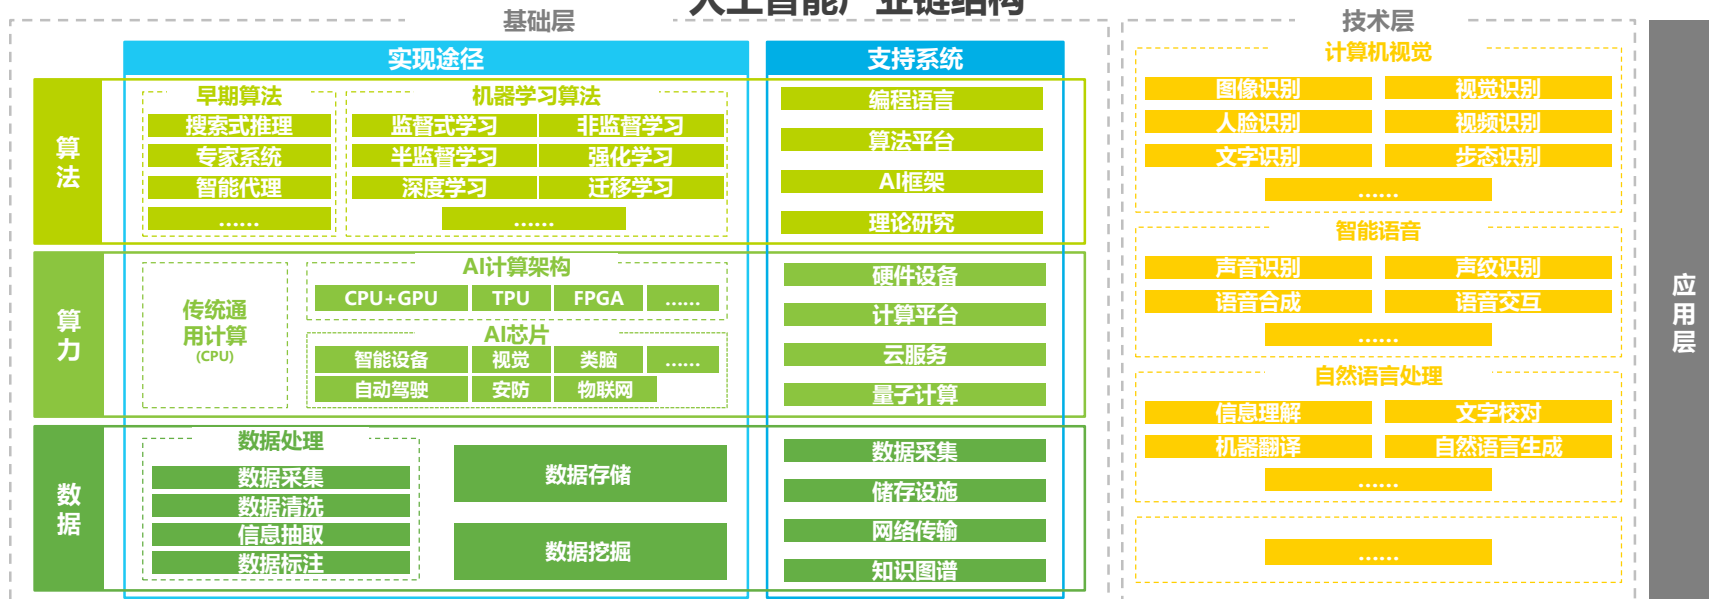 人工智能产业链结构
基础层
技术层
应用层
实现途径
支持系统
算法
早期算法
搜索式推理
专家系统
智能代理
……
机器学习算法
监督式学习
非监督学习
半监督学习
强化学习
深度学习
迁移学习
……
编程语言
算法平台
AI框架
理论研究
算力
传统通
用计算
(CPU)
AI计算架构
CPU+GPU
TPU
FPGA
……
AI芯片
智能设备
视觉
类脑
……
自动驾驶
安防
物联网
硬件设备
计算平台
云服务
量子计算
数据
数据处理
数据采集
数据清洗
信息抽取
数据标注
数据存储
数据挖掘
数据采集
储存设施
网络传输
知识图谱
计算机视觉
图像识别
视觉识别
人脸识别
视频识别
文字识别
步态识别
……
智能语音
声音识别
声纹识别
语音合成
语音交互
……
自然语言处理
信息理解
文字校对
机器翻译
自然语言生成
……
……